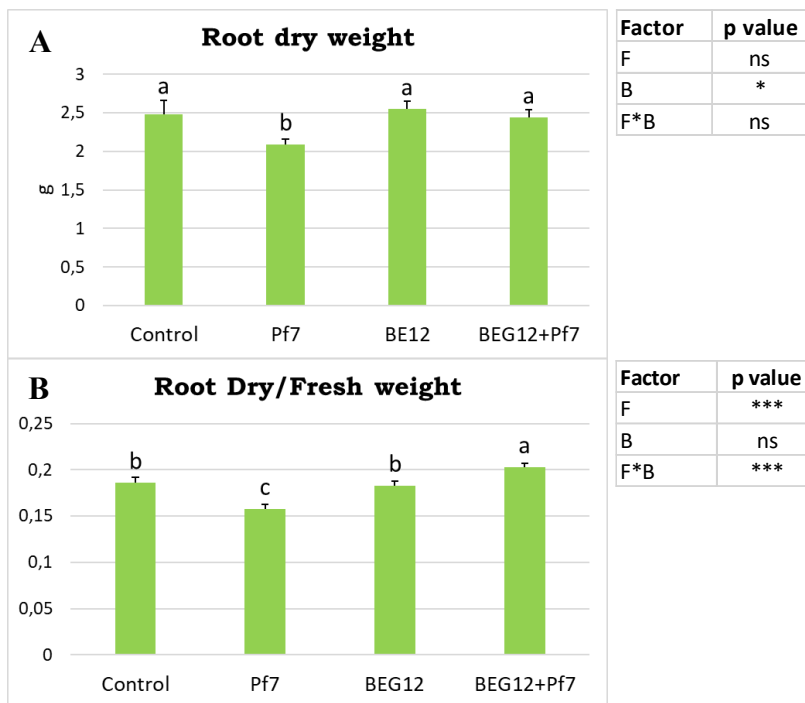 A
Root dry weight
3
2,5
2
1,5
1
0,5
0
g
a
b
a
a
Control Pf7 BE12 BEG12+Pf7
Factor p value
F ns
B *
F*B ns
B
Root Dry/Fresh weight
0,25
0,2
0,15
0,1
0,05
0
b
c
b
a
Control Pf7 BEG12 BEG12+Pf7
Factor p value
F ***
B ns
F*B ***